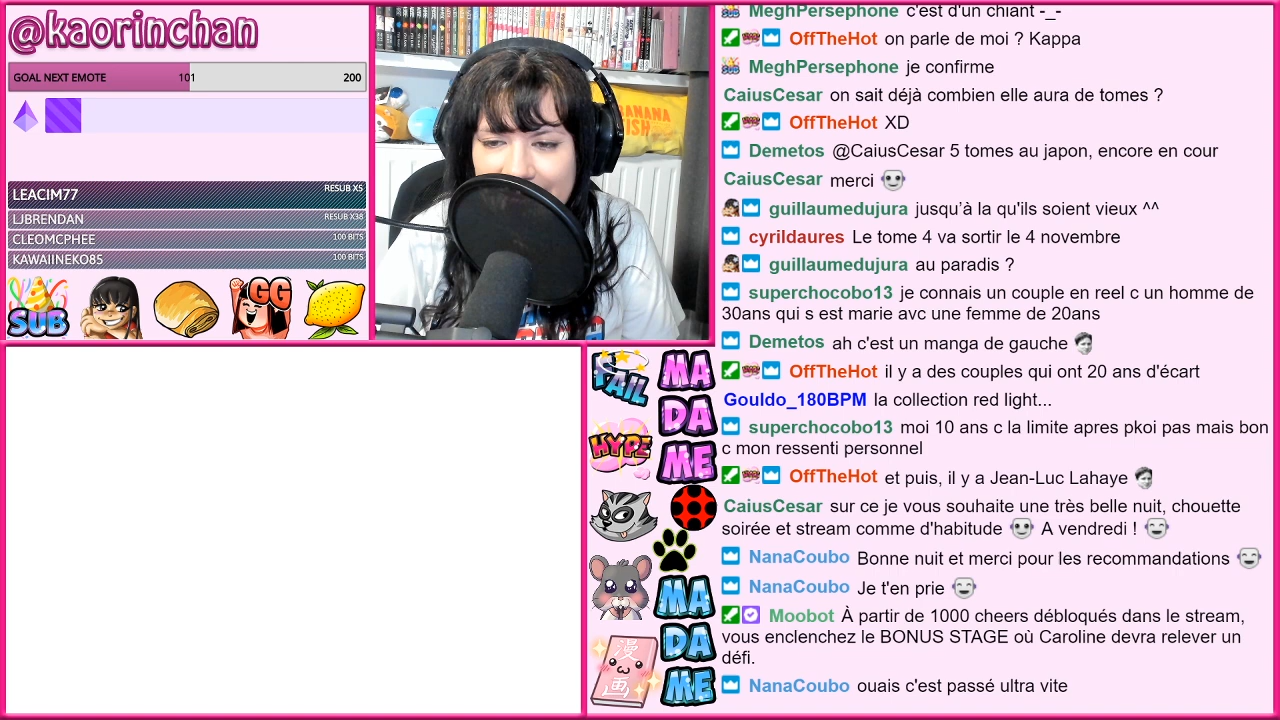 @kaorinchan
GOAL NEXT EMOTE 101 200
LEACIM77 RESUB X5
LJBRENDAN RESUB X38
CLEOMCPHEE 100 BITS
KAWAIINEKO85 100 BITS
SUB
GG
BANANA
FISH
FAIL
MA
DA
ME
HYPE
MA
DA
ME
漫
画
MeghPersephone c'est d'un chiant -_-
OffTheHot on parle de moi ? Kappa
SUB MeghPersephone je confirme
CaiusCesar on sait déjà combien elle aura de tomes ?
OffTheHot XD
Demetos @CaiusCesar 5 tomes au japon, encore en cour
CaiusCesar merci
guillaumedujura jusqu'à la qu'ils soient vieux ^^
cyrildaures Le tome 4 va sortir le 4 novembre
guillaumedujura au paradis ?
superchocobo13 je connais un couple en reel c un homme de
30ans qui s est marie avc une femme de 20ans
Demetos ah c'est un manga de gauche
OffTheHot il y a des couples qui ont 20 ans d'écart
Gouldo_180BPM la collection red light...
superchocobo13 moi 10 ans c la limite apres pkoi pas mais bon
c mon ressenti personnel
OffTheHot et puis, il y a Jean-Luc Lahaye
CaiusCesar sur ce je vous souhaite une très belle nuit, chouette
soirée et stream comme d'habitude A vendredi !
NanaCoubo Bonne nuit et merci pour les recommandations
NanaCoubo Je t'en prie
Moobot À partir de 1000 cheers débloqués dans le stream,
vous enclenchez le BONUS STAGE où Caroline devra relever un
défi.
NanaCoubo ouais c'est passé ultra vite